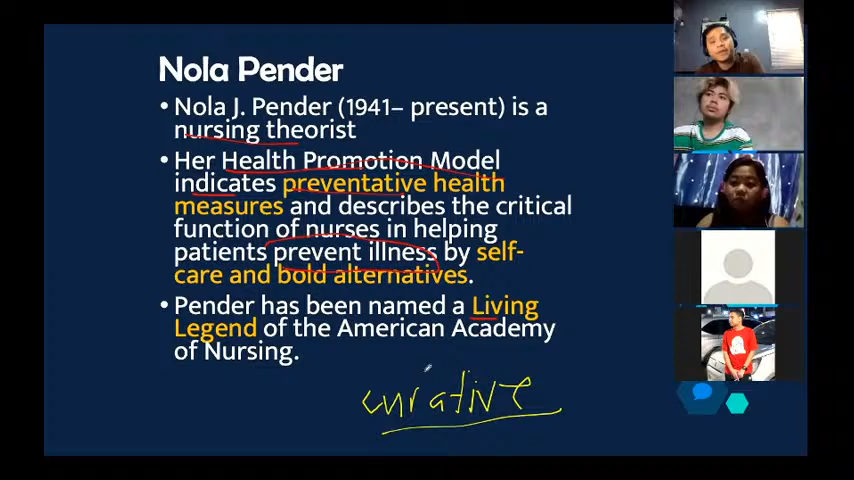 Nola Pender
• Nola J. Pender (1941– present) is a
nursing theorist
• Her Health Promotion Model
indicates preventative health
measures and describes the critical
function of nurses in helping
patients prevent illness by self-
care and bold alternatives.
• Pender has been named a Living
Legend of the American Academy
of Nursing.
curative